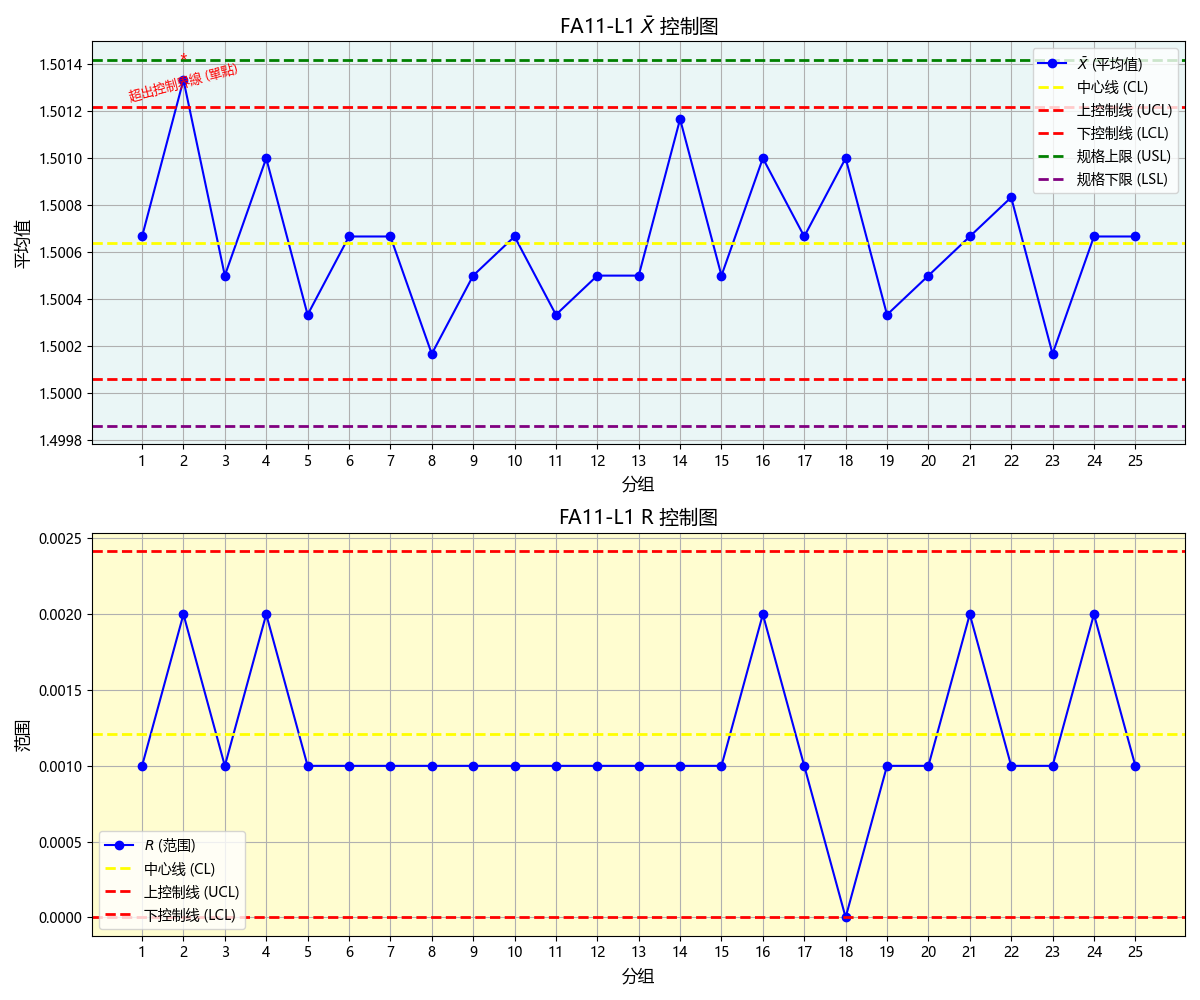 FA11-L1 X̄ 控制图
平均值
1.5014
1.5012
1.5010
1.5008
1.5006
1.5004
1.5002
1.5000
1.4998
*
超出控制界線 (單點)
X̄ (平均值)
中心线 (CL)
上控制线 (UCL)
下控制线 (LCL)
规格上限 (USL)
规格下限 (LSL)
1 2 3 4 5 6 7 8 9 10 11 12 13 14 15 16 17 18 19 20 21 22 23 24 25
分组
FA11-L1 R 控制图
范围
0.0025
0.0020
0.0015
0.0010
0.0005
0.0000
R (范围)
中心线 (CL)
上控制线 (UCL)
下控制线 (LCL)
1 2 3 4 5 6 7 8 9 10 11 12 13 14 15 16 17 18 19 20 21 22 23 24 25
分组